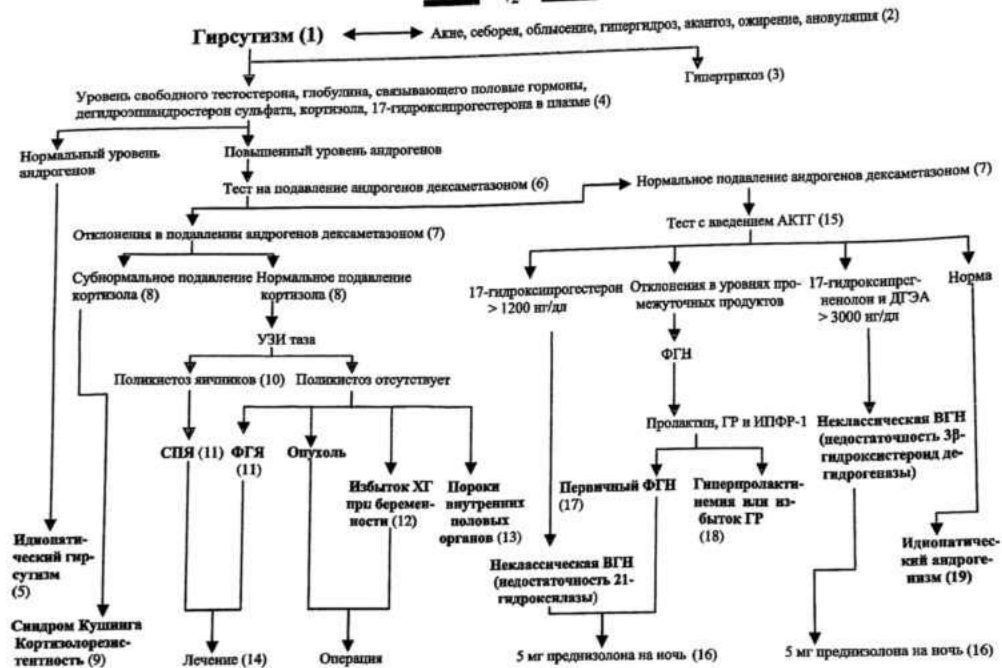 Гирсутизм (1)
Акне, себорея, облысение, гипергидроз, акантоз, ожирение, ановуляция (2)
Гипертрихоз (3)
Уровень свободного тестостерона, глобулина, связывающего половые гормоны,
дегидроэпиандростерон сульфата, кортизола, 17-гидроксипрогестерона в плазме (4)
Нормальный уровень
андрогенов
Повышенный уровень андрогенов
Тест на подавление андрогенов дексаметазоном (6)
Нормальное подавление андрогенов дексаметазоном (7)
Отклонения в подавлении андрогенов дексаметазоном (7)
Тест с введением АКТГ (15)
Субнормальное подавление
кортизола (8)
Нормальное подавление
кортизола (8)
17-гидроксипрогестерон
> 1200 нг/дл
Отклонения в уровнях про-
межуточных продуктов
17-гидроксипрег-
ненолон и ДГЭА
> 3000 нг/дл
Норма
УЗИ таза
ФГН
Поликистоз яичников (10)
Поликистоз отсутствует
Пролактин, ГР и ИПФР-1
СПЯ (11)
ФГЯ
(11)
Опухоль
Избыток ХГ
при беремен-
ности (12)
Пороки
внутренних
половых
органов (13)
Первичный ФГН
(17)
Гиперпролакти-
немия или из-
быток ГР
(18)
Неклассическая ВГН
(недостаточность 3β-
гидроксистероид де-
гидрогеназы)
Идиопати-
ческий гир-
сутизм
(5)
Неклассическая ВГН
(недостаточность 21-
гидроксилазы)
Идиопатичес-
кий андроге-
низм (19)
Синдром Кушинга
Кортизолорезис-
тентность (9)
Лечение (14)
Операция
5 мг преднизолона на ночь (16)
5 мг преднизолона на ночь (16)